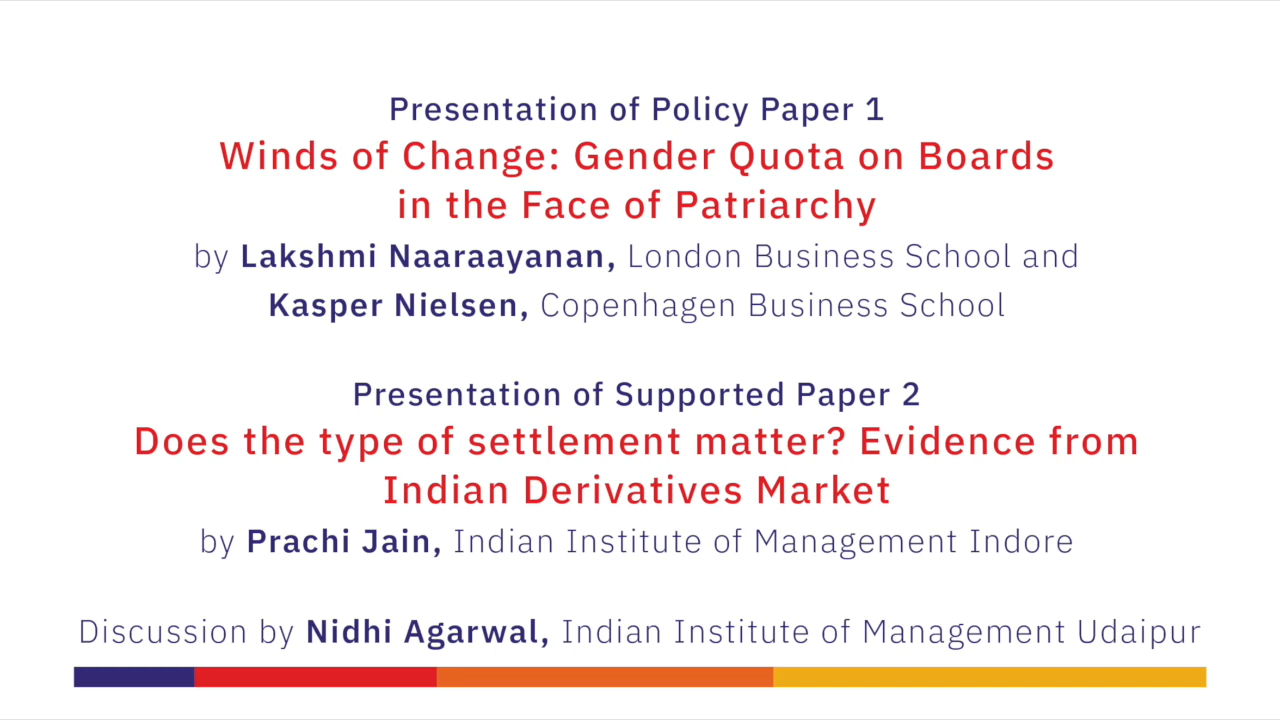 Presentation of Policy Paper 1
Winds of Change: Gender Quota on Boards
in the Face of Patriarchy
by Lakshmi Naaraayanan, London Business School and
Kasper Nielsen, Copenhagen Business School
Presentation of Supported Paper 2
Does the type of settlement matter? Evidence from
Indian Derivatives Market
by Prachi Jain, Indian Institute of Management Indore
Discussion by Nidhi Agarwal, Indian Institute of Management Udaipur